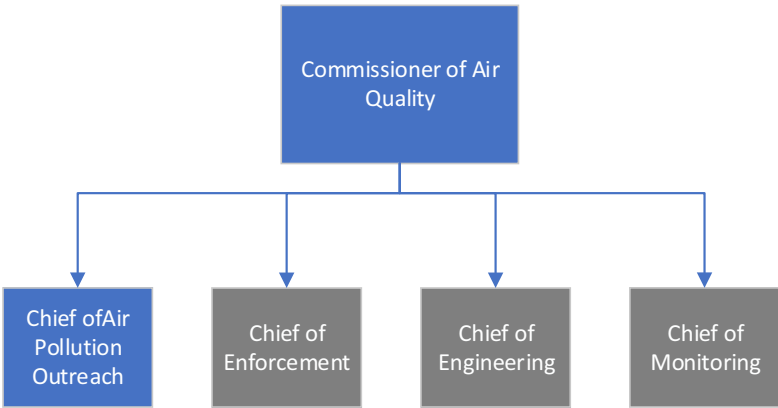 Commissioner of Air
Quality
Chief ofAir
Pollution
Outreach
Chief of
Enforcement
Chief of
Engineering
Chief of
Monitoring